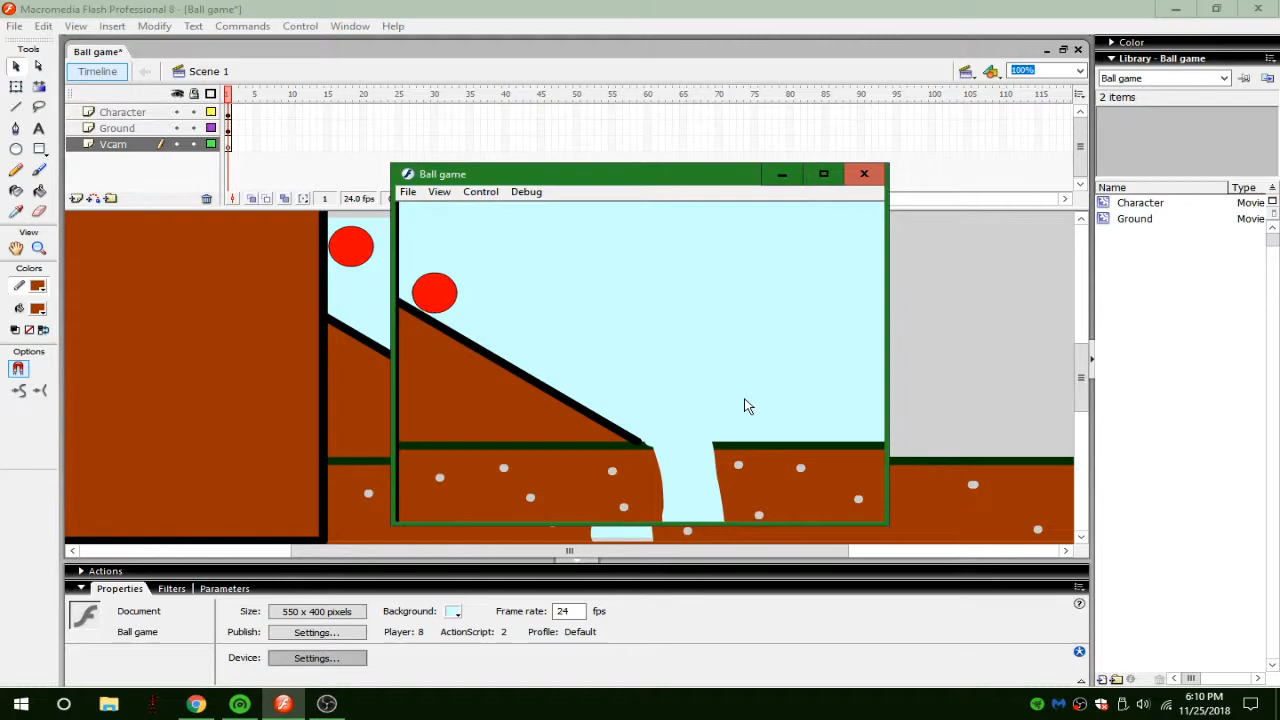 Macromedia Flash Professional 8 - [Ball game*]
File Edit View Insert Modify Text Commands Control Window Help
Tools
View
Colors
Options
Ball game*
Timeline
Scene 1
100%
5 10 15 20 25 30 35 40 45 50 55 60 65 70 75 80 85 90 95 100 105 110 115
Character
Ground
Vcam
1 24.0 fps
Ball game
File View Control Debug
Color
Library - Ball game
Ball game
2 items
Name Type
Character Movie
Ground Movie
Actions
Properties Filters Parameters
Document
Ball game
Size: 550 x 400 pixels Background: Frame rate: 24 fps
Publish: Settings... Player: 8 ActionScript: 2 Profile: Default
Device: Settings...
6:10 PM
11/25/2018